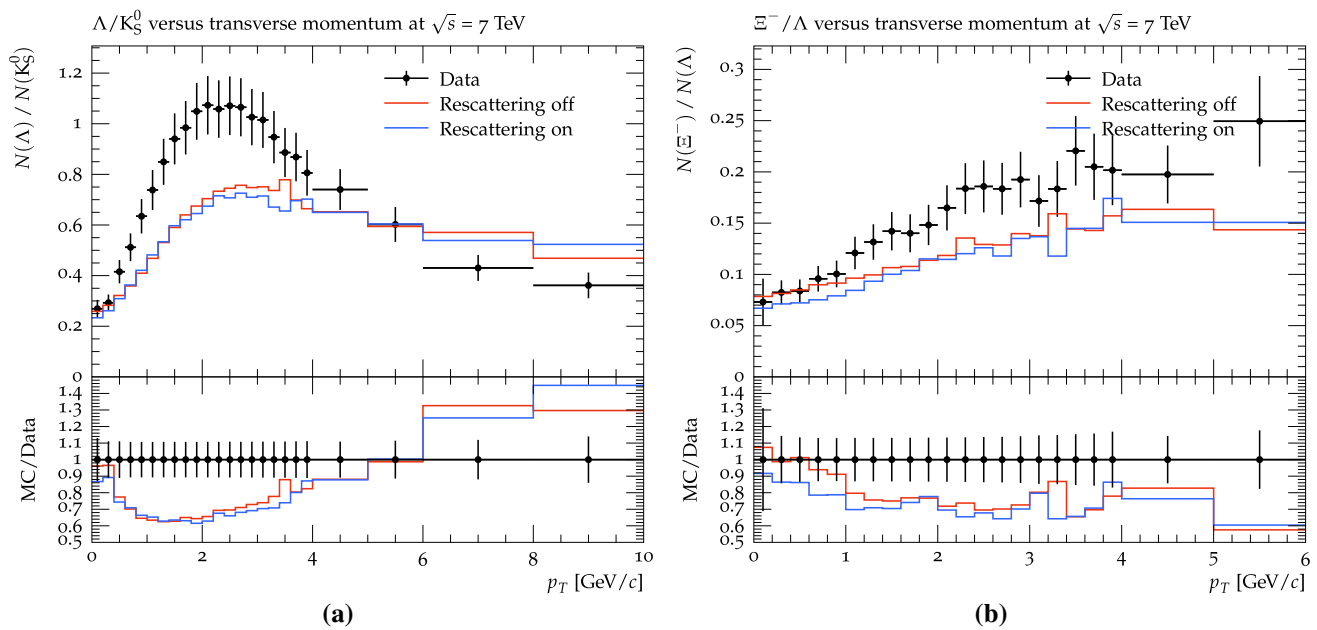 Λ/K⁰_S versus transverse momentum at √s = 7 TeV
N(Λ) / N(K⁰_S)
1.2
1
0.8
0.6
0.4
0.2
0
Data
Rescattering off
Rescattering on
MC/Data
1.4
1.3
1.2
1.1
1
0.9
0.8
0.7
0.6
0.5
0 2 4 6 8 10
p_T [GeV/c]
(a)
Ξ⁻/Λ versus transverse momentum at √s = 7 TeV
N(Ξ⁻) / N(Λ)
0.3
0.25
0.2
0.15
0.1
0.05
0
Data
Rescattering off
Rescattering on
MC/Data
1.4
1.3
1.2
1.1
1
0.9
0.8
0.7
0.6
0.5
0 1 2 3 4 5 6
p_T [GeV/c]
(b)